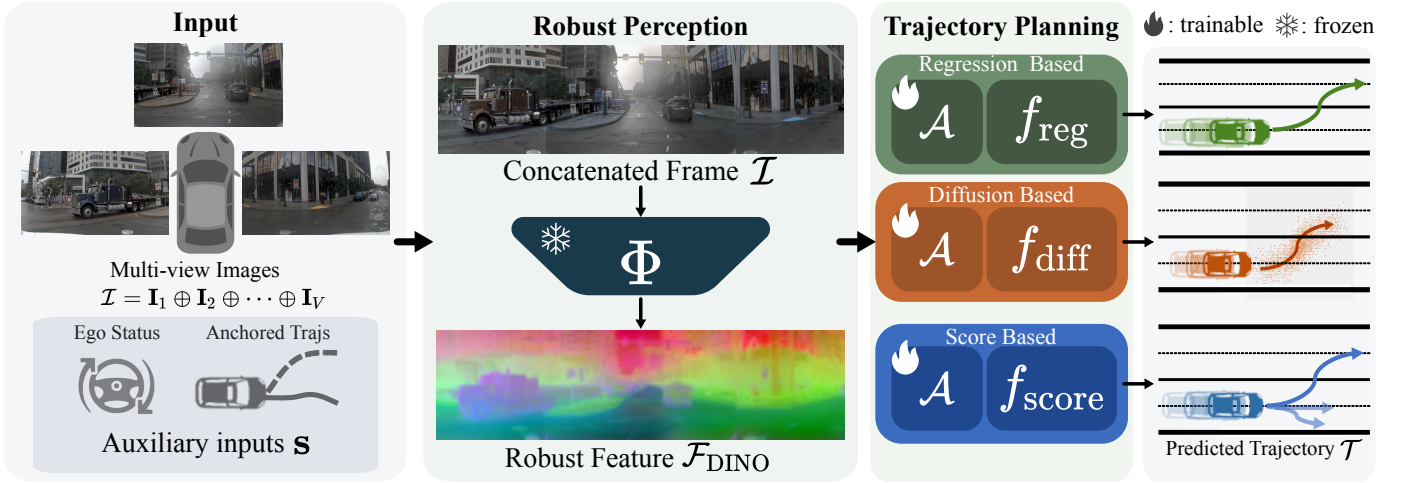 Input
Multi-view Images
𝓘 = I₁ ⊕ I₂ ⊕ ⋯ ⊕ I_V
Ego Status
Anchored Trajs
Auxiliary inputs s
Robust Perception
Concatenated Frame 𝓘
Φ
Robust Feature 𝓕_DINO
Trajectory Planning
Regression Based
𝒜 f_reg
Diffusion Based
𝒜 f_diff
Score Based
𝒜 f_score
: trainable : frozen
Predicted Trajectory 𝒯